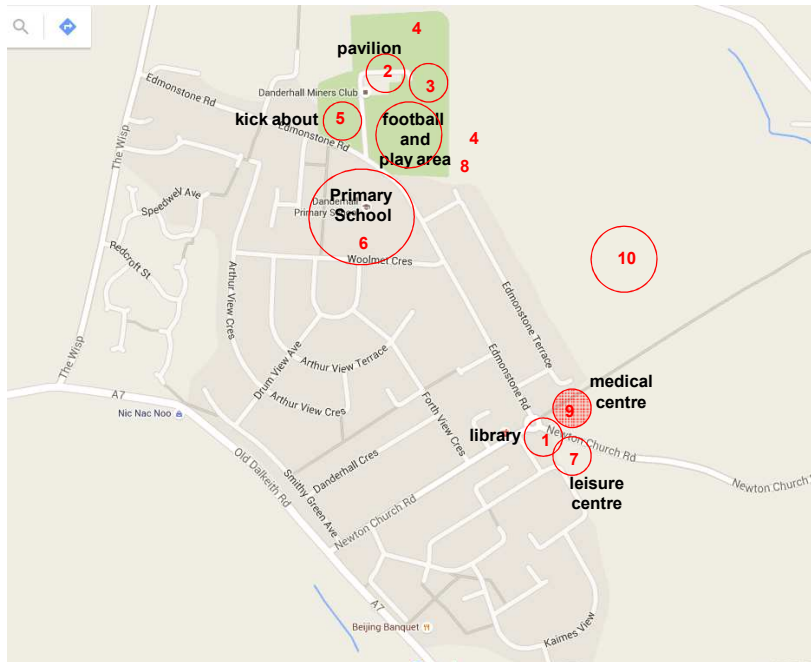 4
pavilion
2
3
Edmonstone Rd
Danderhall Miners Club
kick about
5
football
and
play area
4
8
Edmonstone Rd
The Wisp
Primary
School
Danderhall
Primary School
6
Speedwell Ave
Redcroft St
Woolmet Cres
10
Arthur View Cres
Edmonstone Terrace
The Wisp
Drum View Ave
Arthur View Terrace
Edmonstone Rd
A7
Nic Nac Noo
Arthur View Cres
Forth View Cres
medical
centre
9
library
1
Newton Church Rd
7
leisure
centre
Newton Church
Old Dalkeith Rd
Danderhall Cres
Smithy Green Ave
Newton Church Rd
A7
Beijing Banquet
Kaimes View